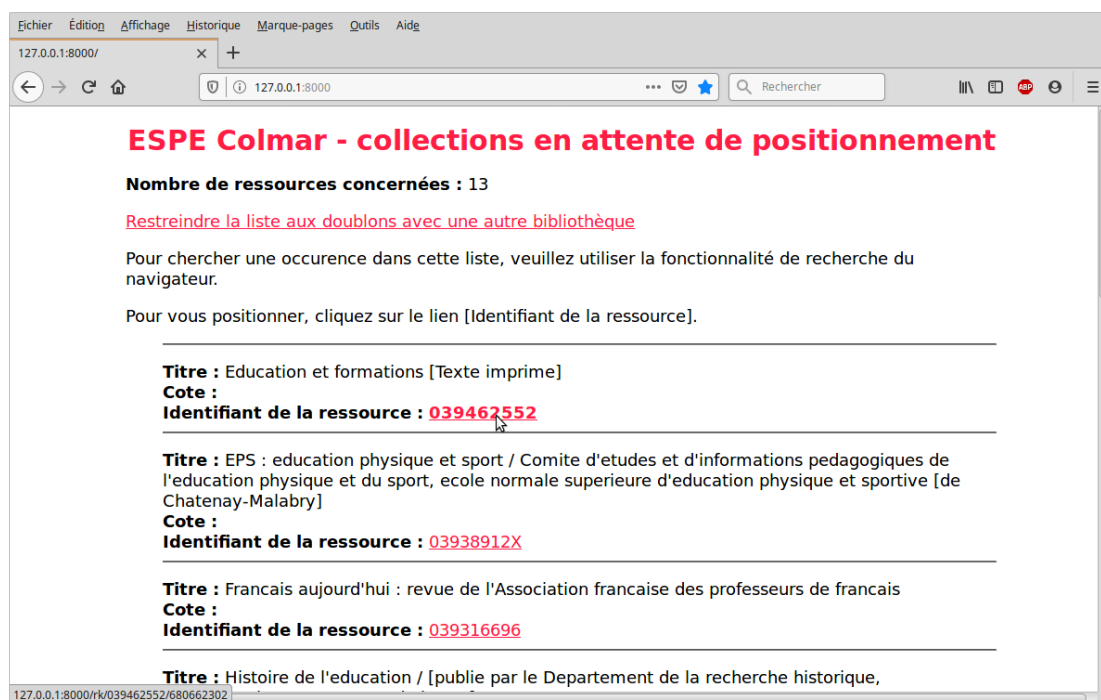 Fichier Édition Affichage Historique Marque-pages Outils Aide
127.0.0.1:8000/
127.0.0.1:8000 Rechercher ABP
ESPE Colmar - collections en attente de positionnement
Nombre de ressources concernées : 13
Restreindre la liste aux doublons avec une autre bibliothèque
Pour chercher une occurence dans cette liste, veuillez utiliser la fonctionnalité de recherche du
navigateur.
Pour vous positionner, cliquez sur le lien [Identifiant de la ressource].
Titre : Education et formations [Texte imprime]
Cote :
Identifiant de la ressource : 039462552
Titre : EPS : education physique et sport / Comite d'etudes et d'informations pedagogiques de
l'education physique et du sport, ecole normale superieure d'education physique et sportive [de
Chatenay-Malabry]
Cote :
Identifiant de la ressource : 03938912X
Titre : Francais aujourd'hui : revue de l'Association francaise des professeurs de francais
Cote :
Identifiant de la ressource : 039316696
Titre : Histoire de l'education / [publie par le Departement de la recherche historique,
127.0.0.1:8000/rk/039462552/680662302